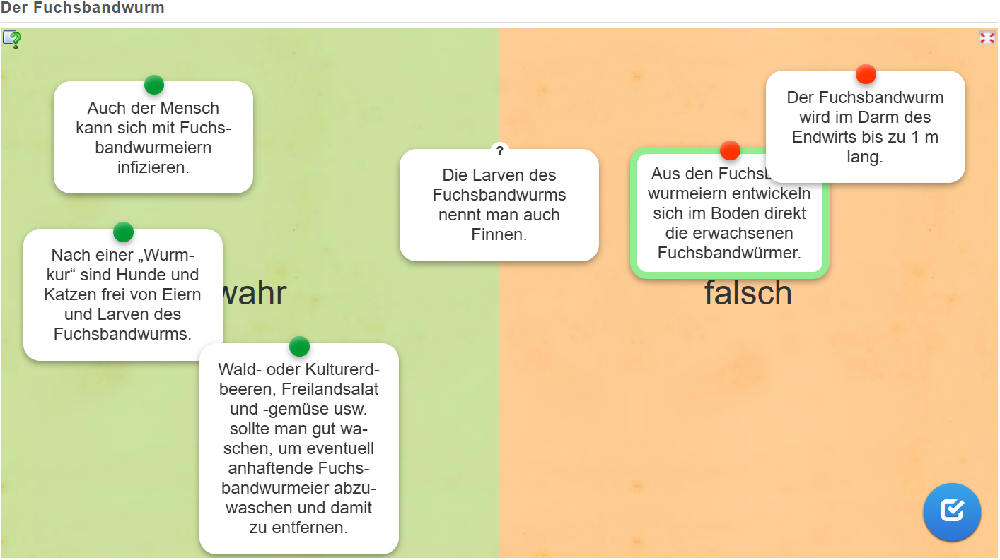 Der Fuchsbandwurm
Auch der Mensch
kann sich mit Fuchs-
bandwurmeiern
infizieren.
Nach einer „Wurm-
kur“ sind Hunde und
Katzen frei von Eiern
und Larven des
Fuchsbandwurms.
wahr
Wald- oder Kulturerd-
beeren, Freilandsalat
und -gemüse usw.
sollte man gut wa-
schen, um eventuell
anhaftende Fuchs-
bandwurmeier abzu-
waschen und damit
zu entfernen.
?
Die Larven des
Fuchsbandwurms
nennt man auch
Finnen.
Aus den
wurmeiern entwickeln
sich im Boden direkt
die erwachsenen
Fuchsbandwürmer.
Der Fuchsbandwurm
wird im Darm des
Endwirts bis zu 1 m
lang.
falsch